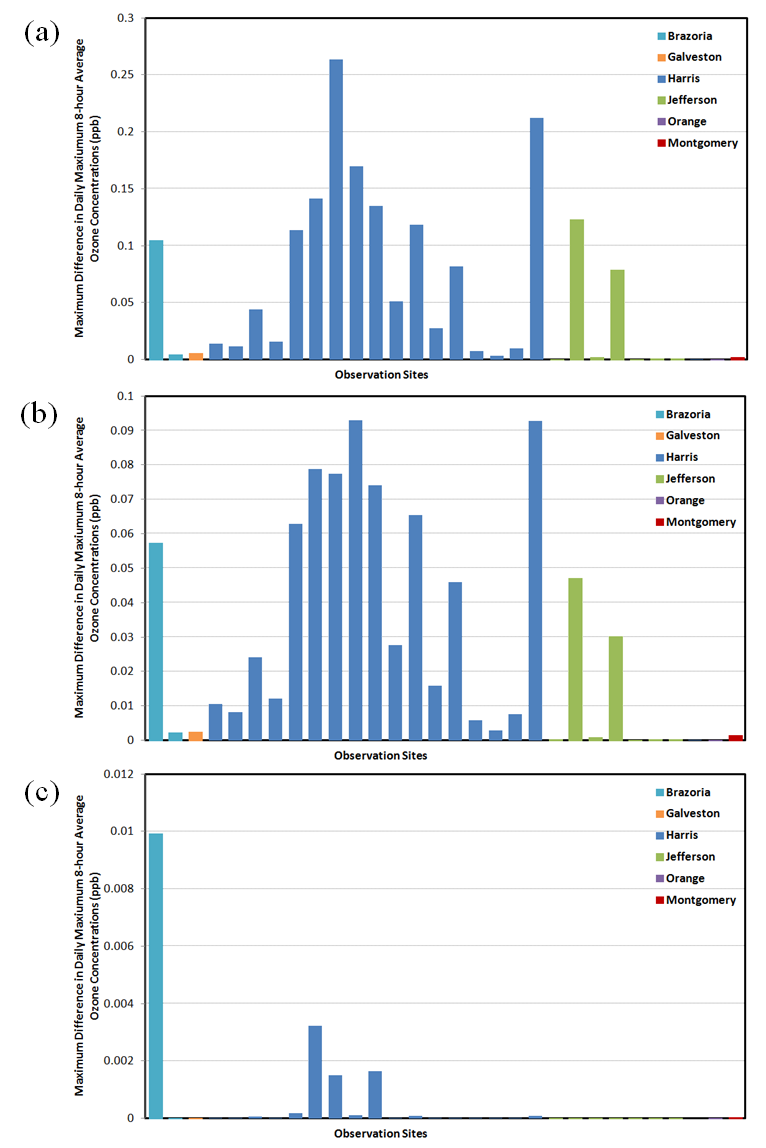 (a)
Maximum Difference in Daily Maxiumum 8-hour Average
Ozone Concentrations (ppb)
0.3
0.25
0.2
0.15
0.1
0.05
0
Brazoria
Galveston
Harris
Jefferson
Orange
Montgomery
Observation Sites
(b)
Maximum Difference in Daily Maxiumum 8-hour Average
Ozone Concentrations (ppb)
0.1
0.09
0.08
0.07
0.06
0.05
0.04
0.03
0.02
0.01
0
Brazoria
Galveston
Harris
Jefferson
Orange
Montgomery
Observation Sites
(c)
Maximum Difference in Daily Maxiumum 8-hour Average
Ozone Concentrations (ppb)
0.012
0.01
0.008
0.006
0.004
0.002
0
Brazoria
Galveston
Harris
Jefferson
Orange
Montgomery
Observation Sites